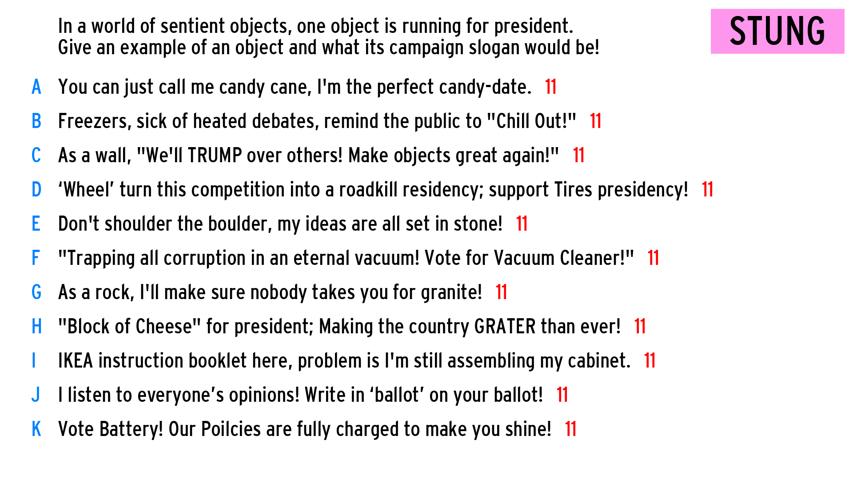 In a world of sentient objects, one object is running for president.
Give an example of an object and what its campaign slogan would be!
STUNG
A You can just call me candy cane, I'm the perfect candy-date. 11
B Freezers, sick of heated debates, remind the public to "Chill Out!" 11
C As a wall, "We'll TRUMP over others! Make objects great again!" 11
D ‘Wheel’ turn this competition into a roadkill residency; support Tires presidency! 11
E Don't shoulder the boulder, my ideas are all set in stone! 11
F "Trapping all corruption in an eternal vacuum! Vote for Vacuum Cleaner!" 11
G As a rock, I'll make sure nobody takes you for granite! 11
H "Block of Cheese" for president; Making the country GRATER than ever! 11
I IKEA instruction booklet here, problem is I'm still assembling my cabinet. 11
J I listen to everyone’s opinions! Write in ‘ballot’ on your ballot! 11
K Vote Battery! Our Poilcies are fully charged to make you shine! 11